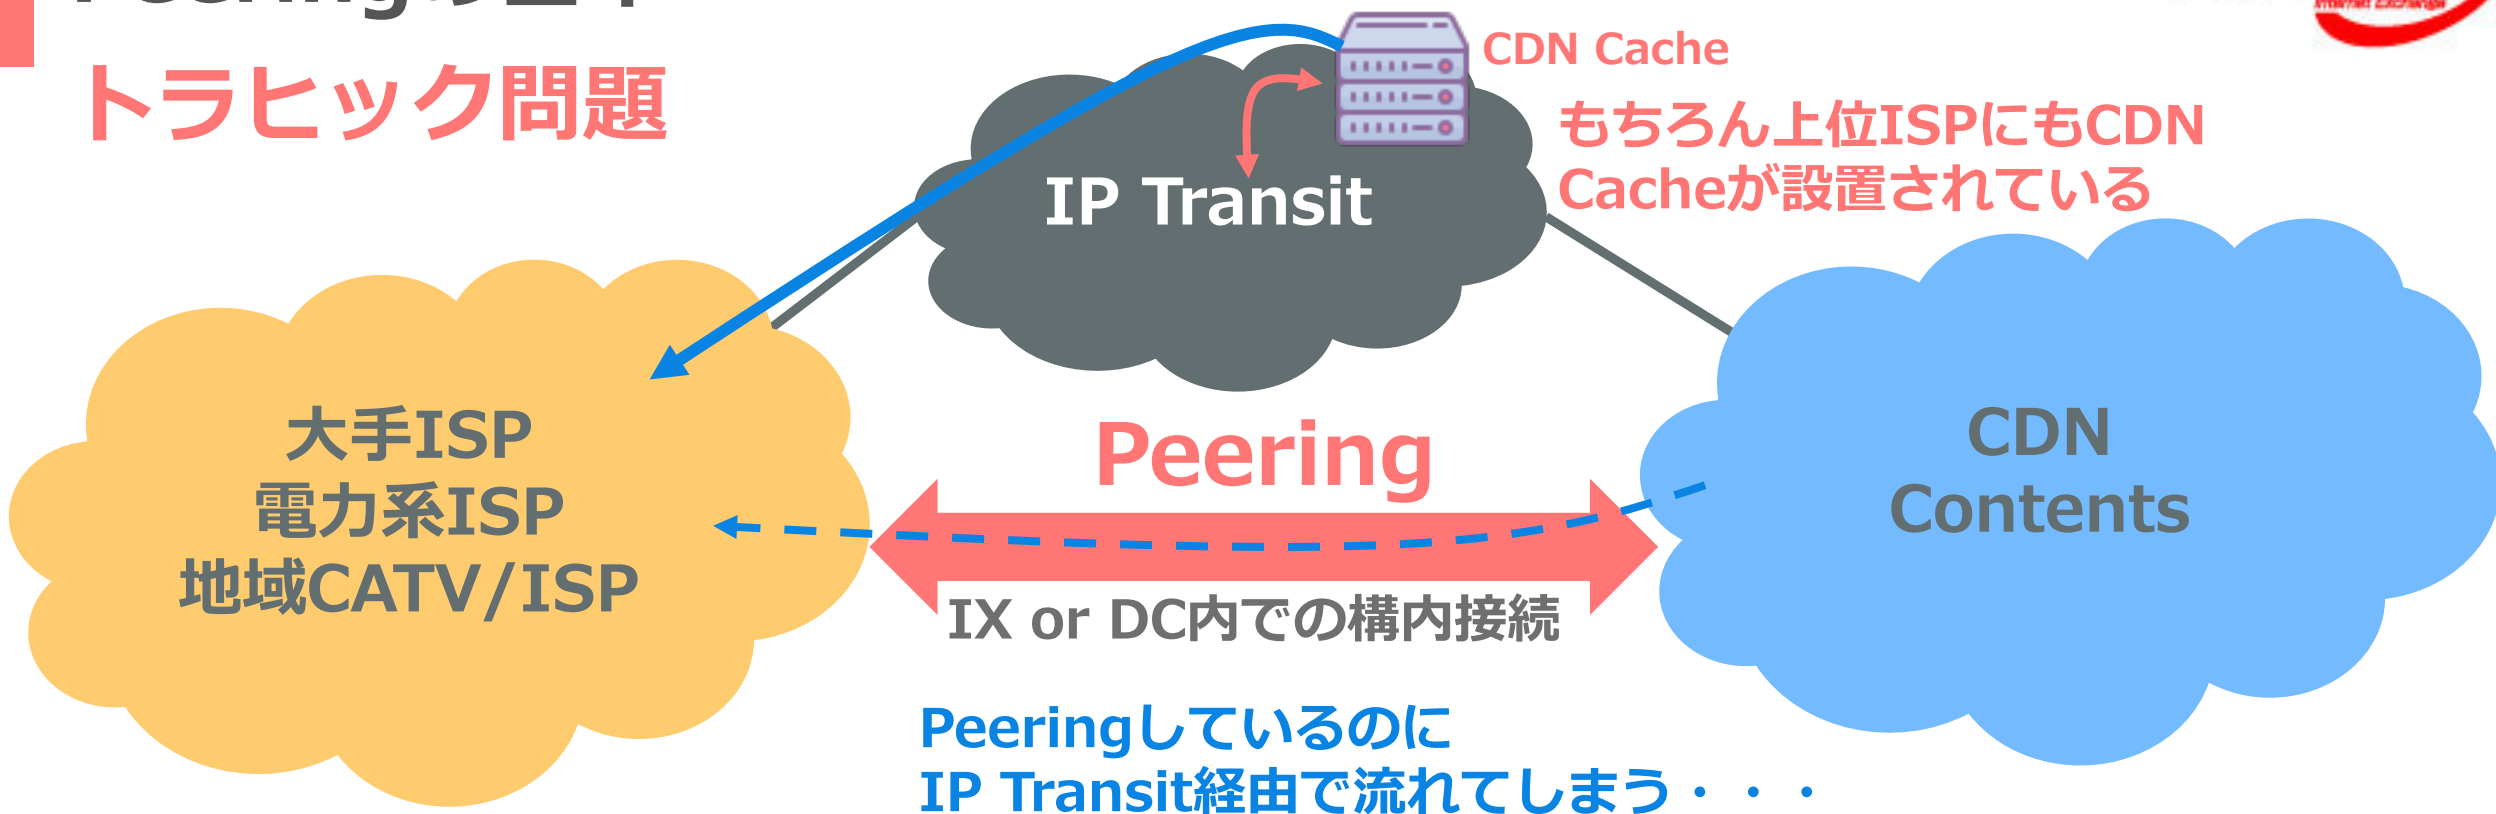 トラヒック問題
CDN Cache
もちろん上位ISPにもCDN
Cacheが設置されている
IP Transit
大手ISP
電力系ISP
地域CATV/ISP
Peering
IX or DC内での構内接続
CDN
Contents
Peeringしているのに
IP Transit経由で流れてしまう・・・